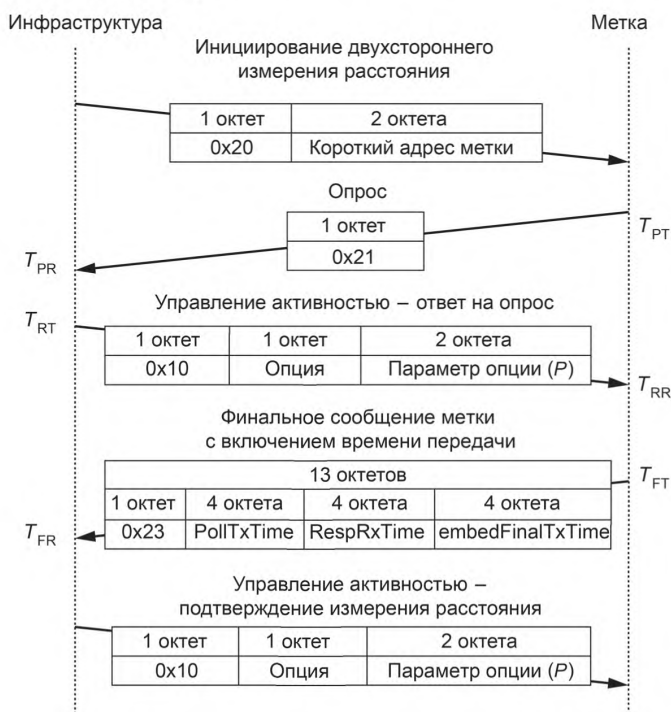 Инфраструктура Метка
Инициирование двухстороннего
измерения расстояния
1 октет 2 октета
0x20 Короткий адрес метки
Опрос
1 октет
0x21
T_PT
T_PR
Управление активностью – ответ на опрос
T_RT
1 октет 1 октет 2 октета
0x10 Опция Параметр опции (P)
T_RR
Финальное сообщение метки
с включением времени передачи
13 октетов
T_FT
1 октет 4 октета 4 октета 4 октета
T_FR 0x23 PollTxTime RespRxTime embedFinalTxTime
Управление активностью –
подтверждение измерения расстояния
1 октет 1 октет 2 октета
0x10 Опция Параметр опции (P)